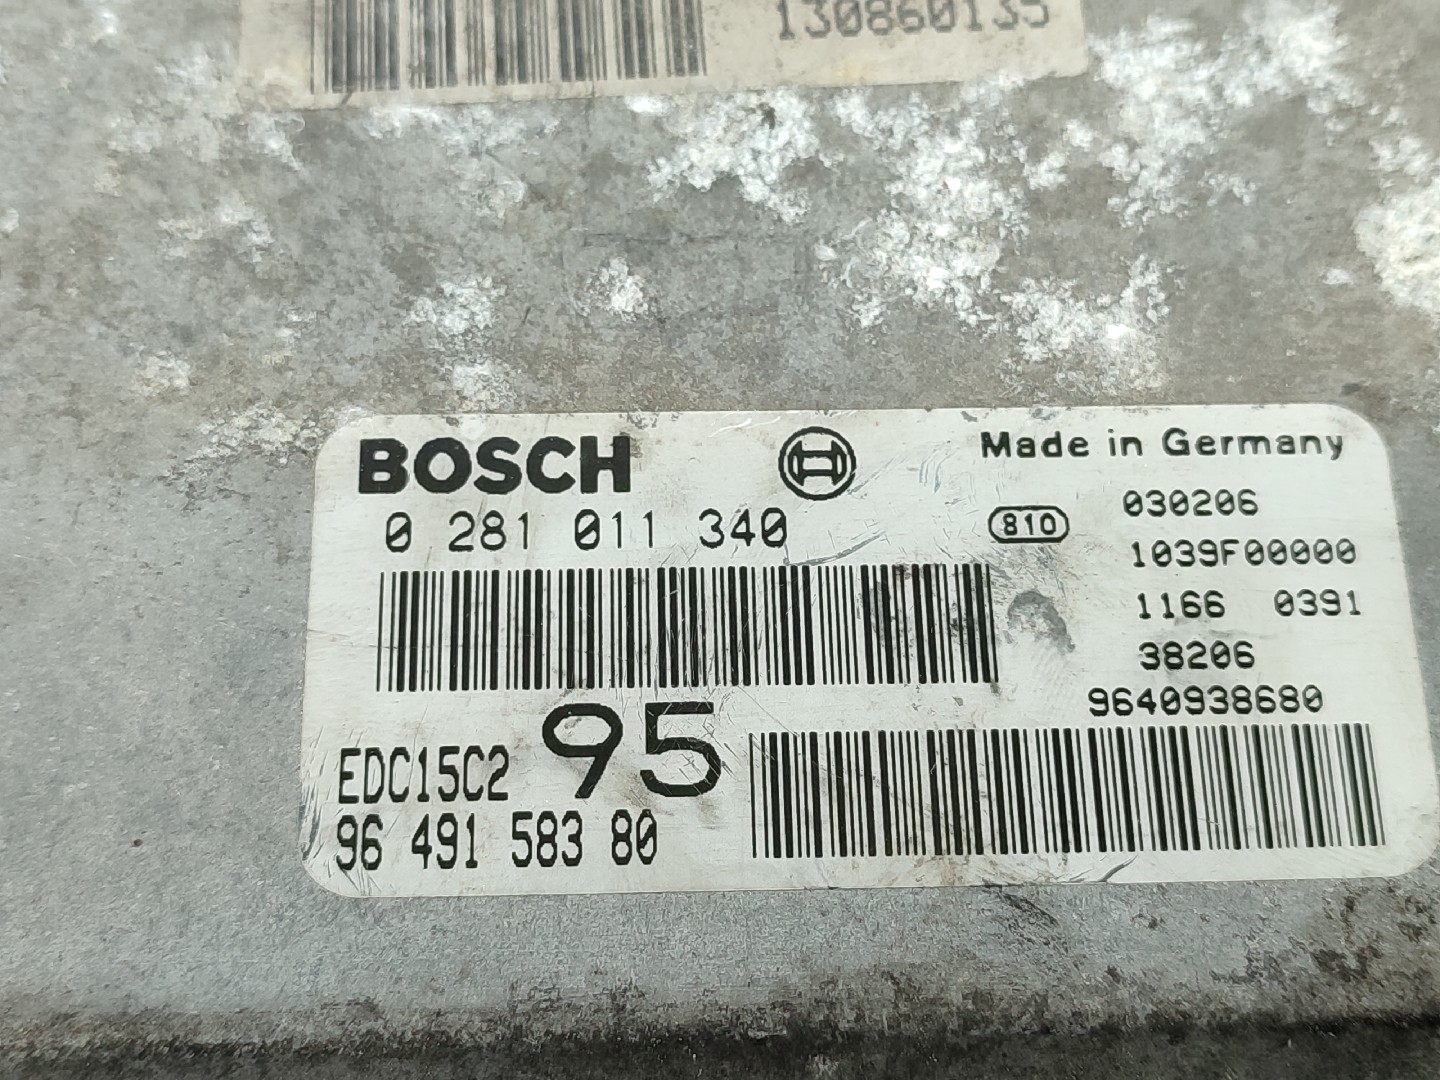 130860135
BOSCH
Made in Germany
0 281 011 340
810
030206
1039F00000
1166 0391
38206
9640938680
EDC15C2 95
96 491 583 80